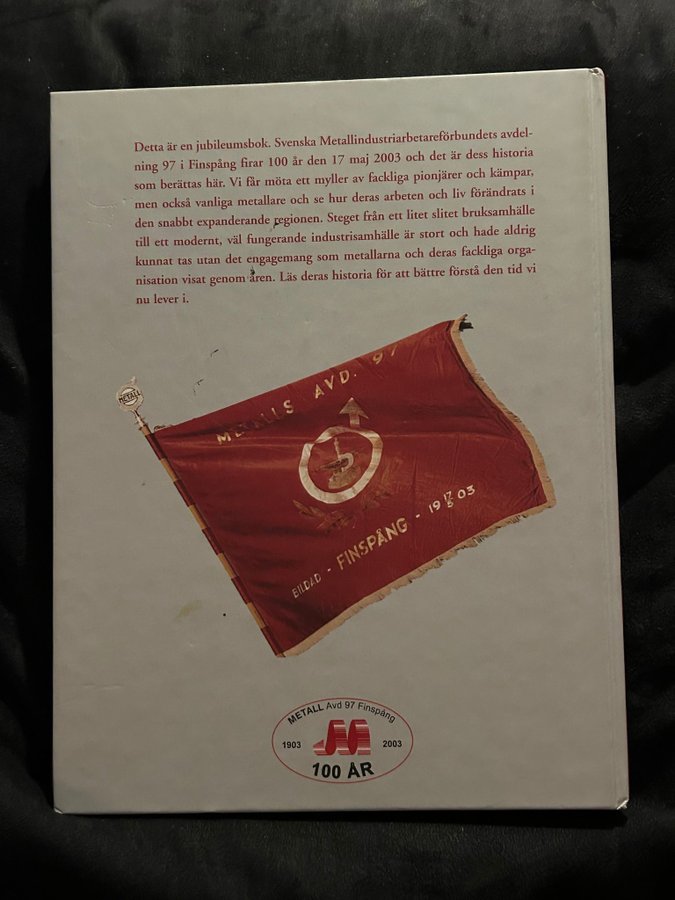 Detta är en jubileumsbok. Svenska Metallindustriarbetareförbundets avdel-
ning 97 i Finspång firar 100 år den 17 maj 2003 och det är dess historia
som berättas här. Vi får möta ett myller av fackliga pionjärer och kämpar,
men också vanliga metallare och se hur deras arbeten och liv förändrats i
den snabbt expanderande regionen. Steget från ett litet slitet bruksamhälle
till ett modernt, väl fungerande industrisamhälle är stort och hade aldrig
kunnat tas utan det engagemang som metallarna och deras fackliga orga-
nisation visat genom åren. Läs deras historia för att bättre förstå den tid vi
nu lever i.
METALL
METALLS AVD. 97
BILDAD - FINSPÅNG - 19 17/5 03
METALL Avd 97 Finspång
1903 2003
100 ÅR